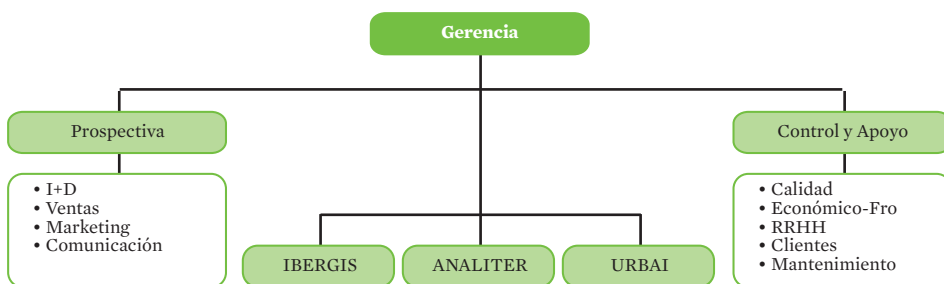 Gerencia
Prospectiva
• I+D
• Ventas
• Marketing
• Comunicación
IBERGIS
ANALITER
URBAI
Control y Apoyo
• Calidad
• Económico-Fro
• RRHH
• Clientes
• Mantenimiento